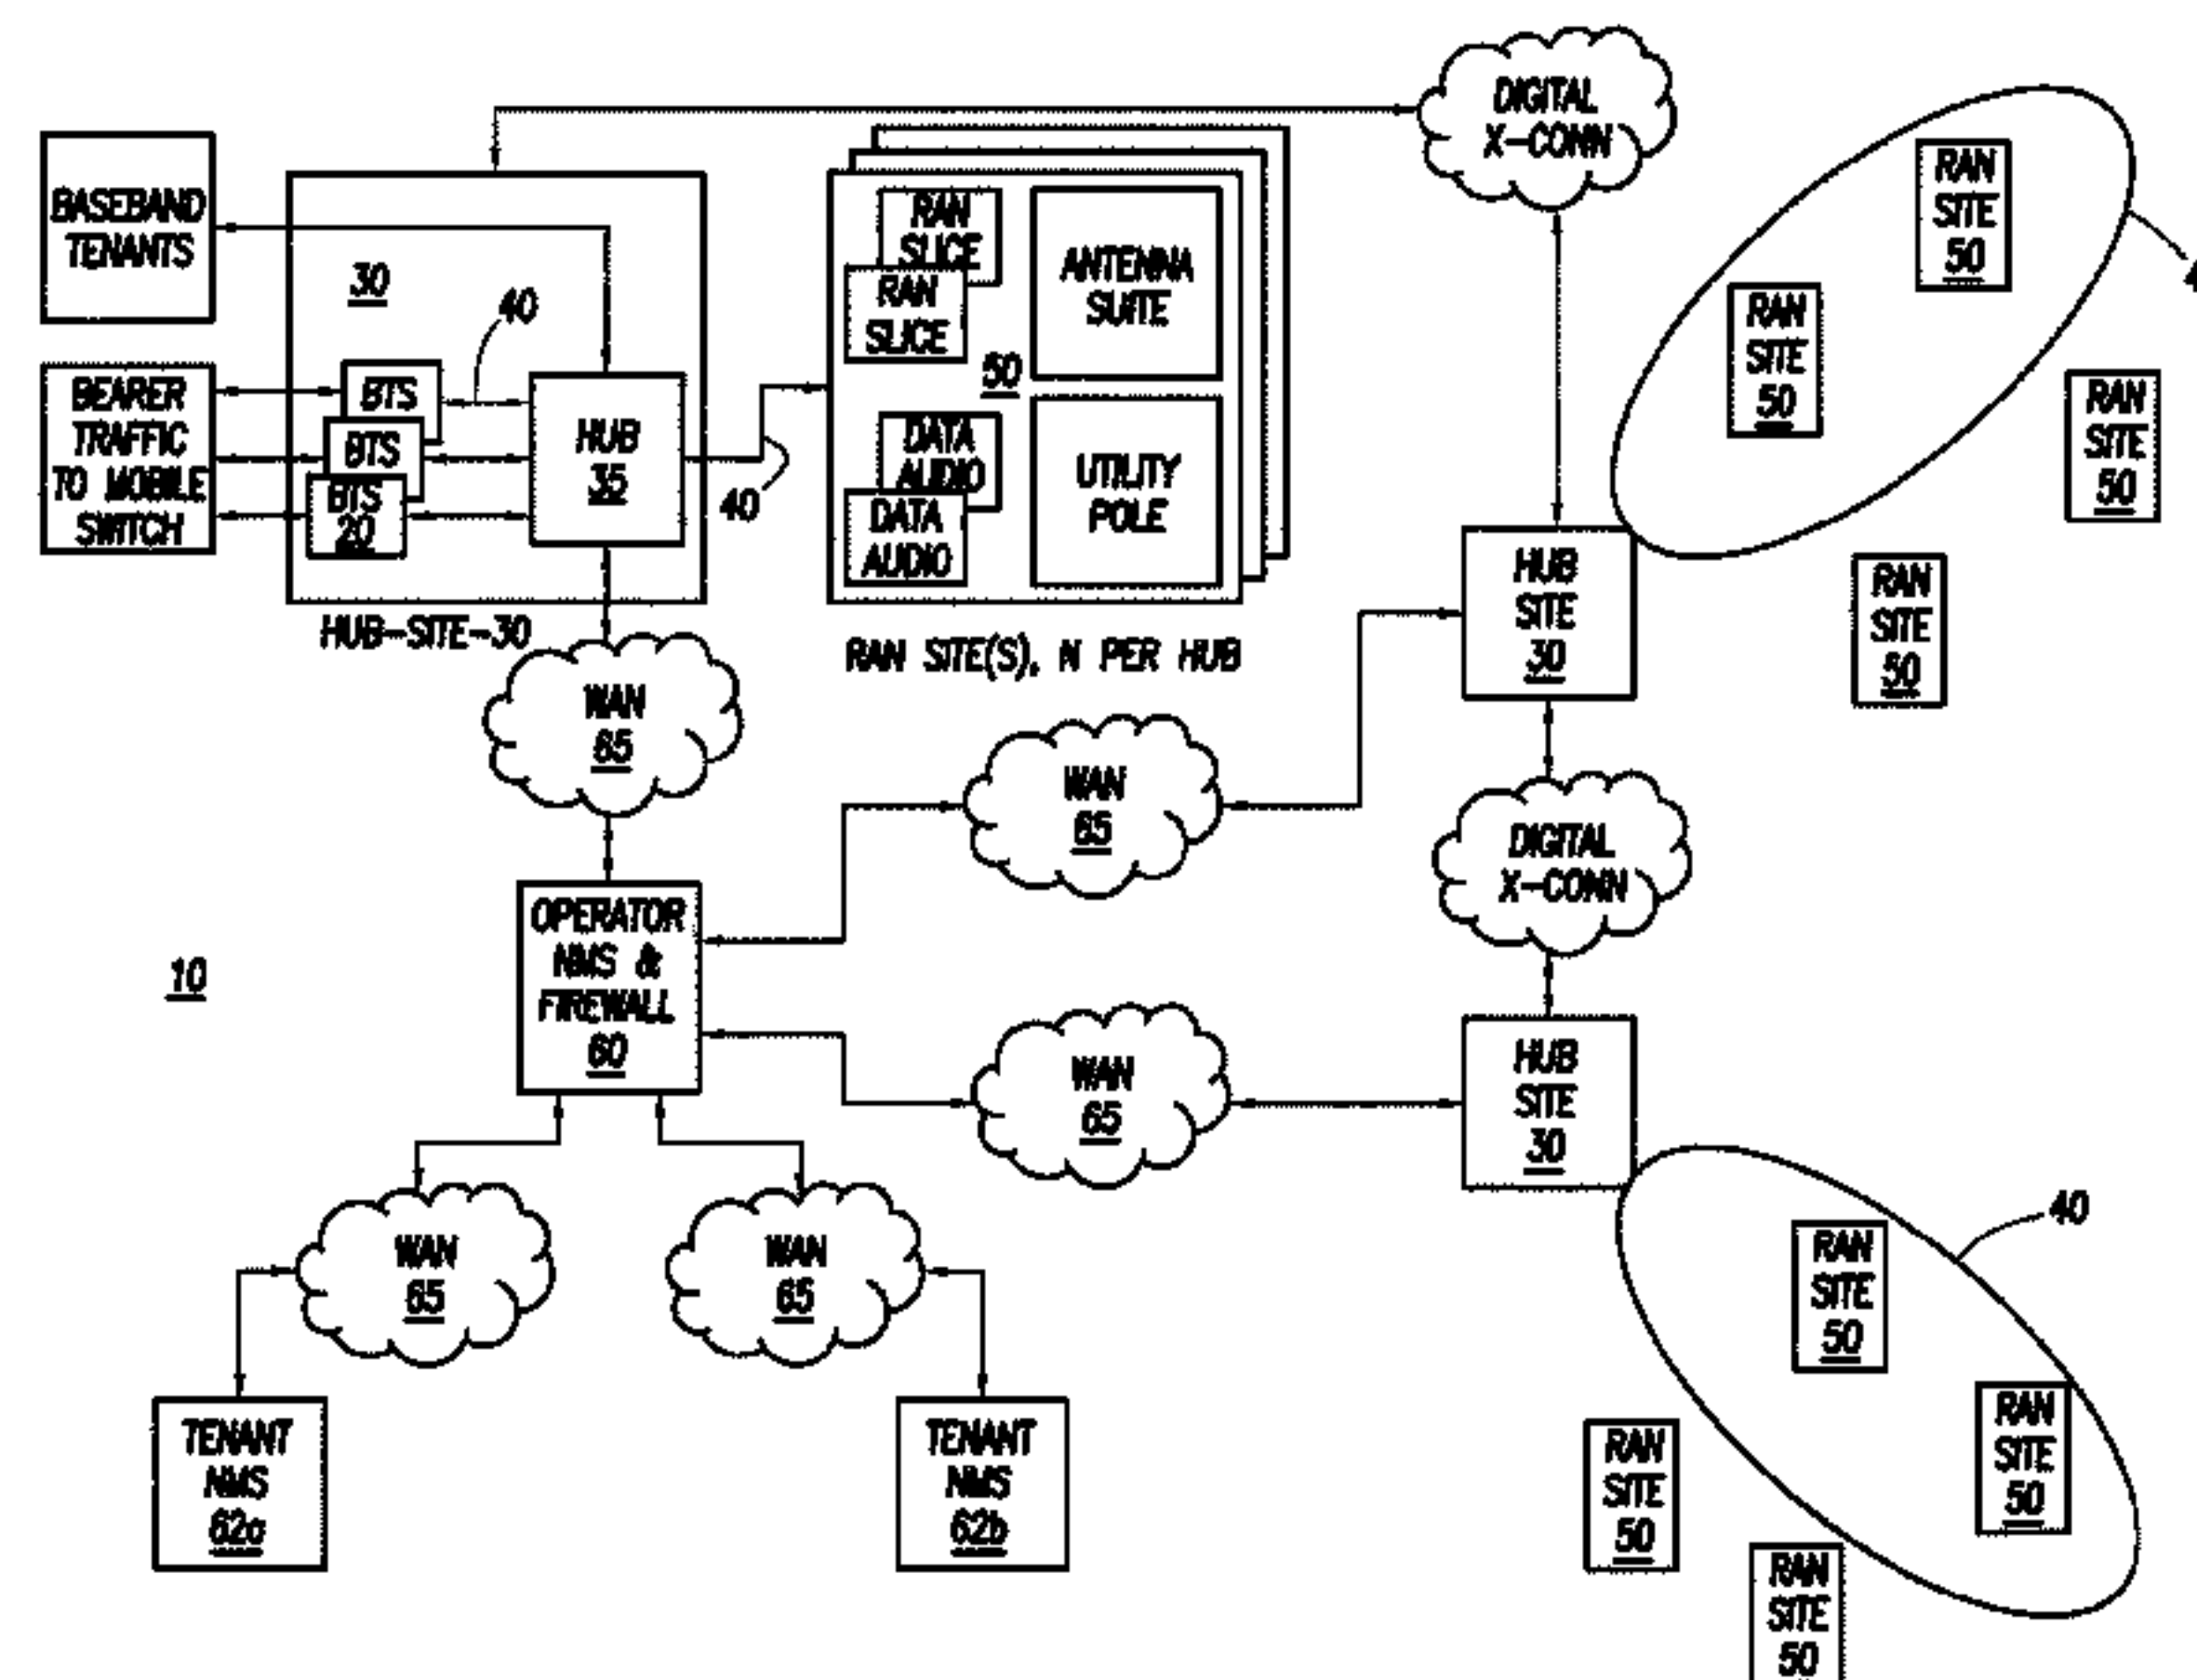 BASEBAND
TENANTS
BEARER
TRAFFIC
TO MOBILE
SWITCH
30
40
BTS
BTS
BTS
20
HUB
35
HUB-SITE-30
40
RAN
SLICE
RAN
SLICE
50
DATA
AUDIO
DATA
AUDIO
ANTENNA
SUITE
UTILITY
POLE
RAN SITE(S), N PER HUB
DIGITAL
X-CONN
RAN
SITE
50
RAN
SITE
50
RAN
SITE
50
RAN
SITE
50
HUB
SITE
30
WAN
65
WAN
65
DIGITAL
X-CONN
OPERATOR
NMS &
FIREWALL
60
10
WAN
65
HUB
SITE
30
WAN
65
WAN
65
40
RAN
SITE
50
RAN
SITE
50
RAN
SITE
50
RAN
SITE
50
TENANT
NMS
62a
TENANT
NMS
62b